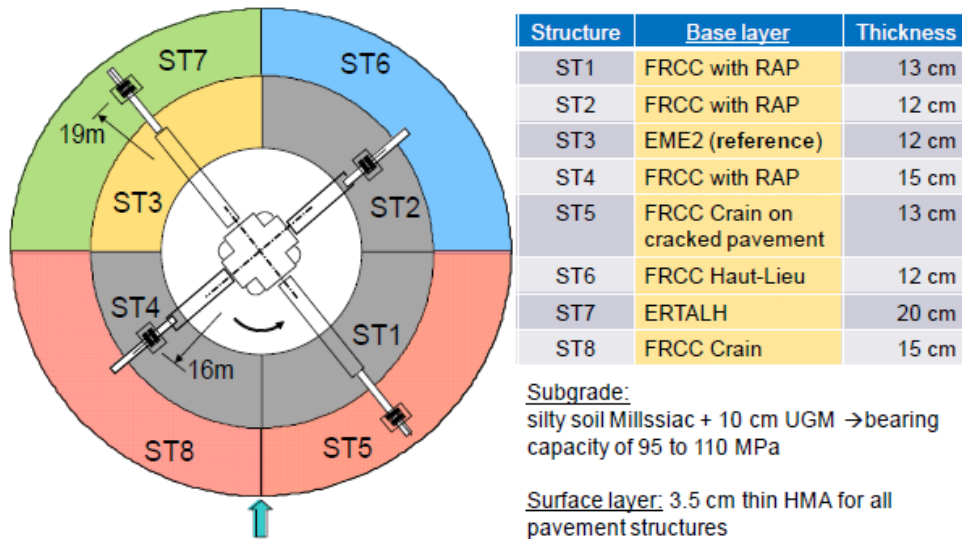 ST7
ST6
19m
ST3
ST2
ST4
ST1
16m
ST8
ST5
Structure Base layer Thickness
ST1 FRCC with RAP 13 cm
ST2 FRCC with RAP 12 cm
ST3 EME2 (reference) 12 cm
ST4 FRCC with RAP 15 cm
ST5 FRCC Crain on 13 cm
cracked pavement
ST6 FRCC Haut-Lieu 12 cm
ST7 ERTALH 20 cm
ST8 FRCC Crain 15 cm
Subgrade:
silty soil Millssiac + 10 cm UGM →bearing
capacity of 95 to 110 MPa
Surface layer: 3.5 cm thin HMA for all
pavement structures